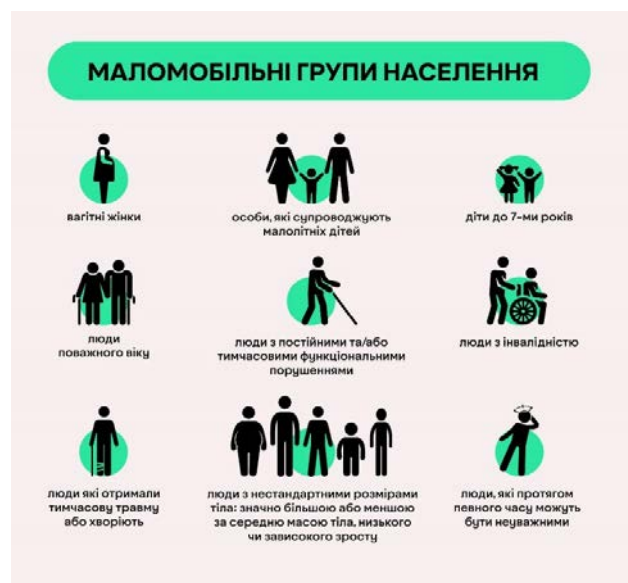 МАЛОМОБІЛЬНІ ГРУПИ НАСЕЛЕННЯ
вагітні жінки
особи, які супроводжують
малолітніх дітей
діти до 7-ми років
люди
поважного віку
люди з постійними та/або
тимчасовими функціональними
порушеннями
люди з інвалідністю
люди які отримали
тимчасову травму
або хворіють
люди з нестандартними розмірами
тіла: значно більшою або меншою
за середню масою тіла, низького
чи зависокого зросту
люди, які протягом
певного часу можуть
бути неуважними